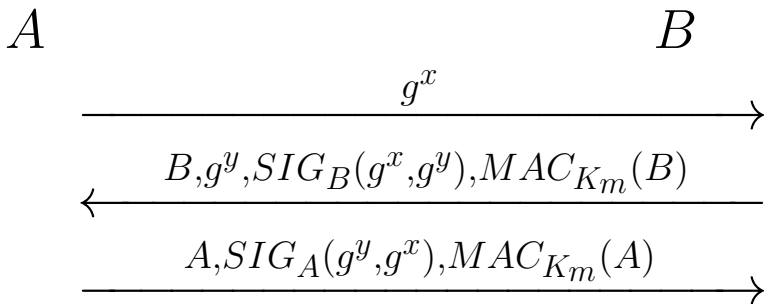 A B
g^x
B,g^y,SIG_B(g^x,g^y),MAC_{K_m}(B)
A,SIG_A(g^y,g^x),MAC_{K_m}(A)